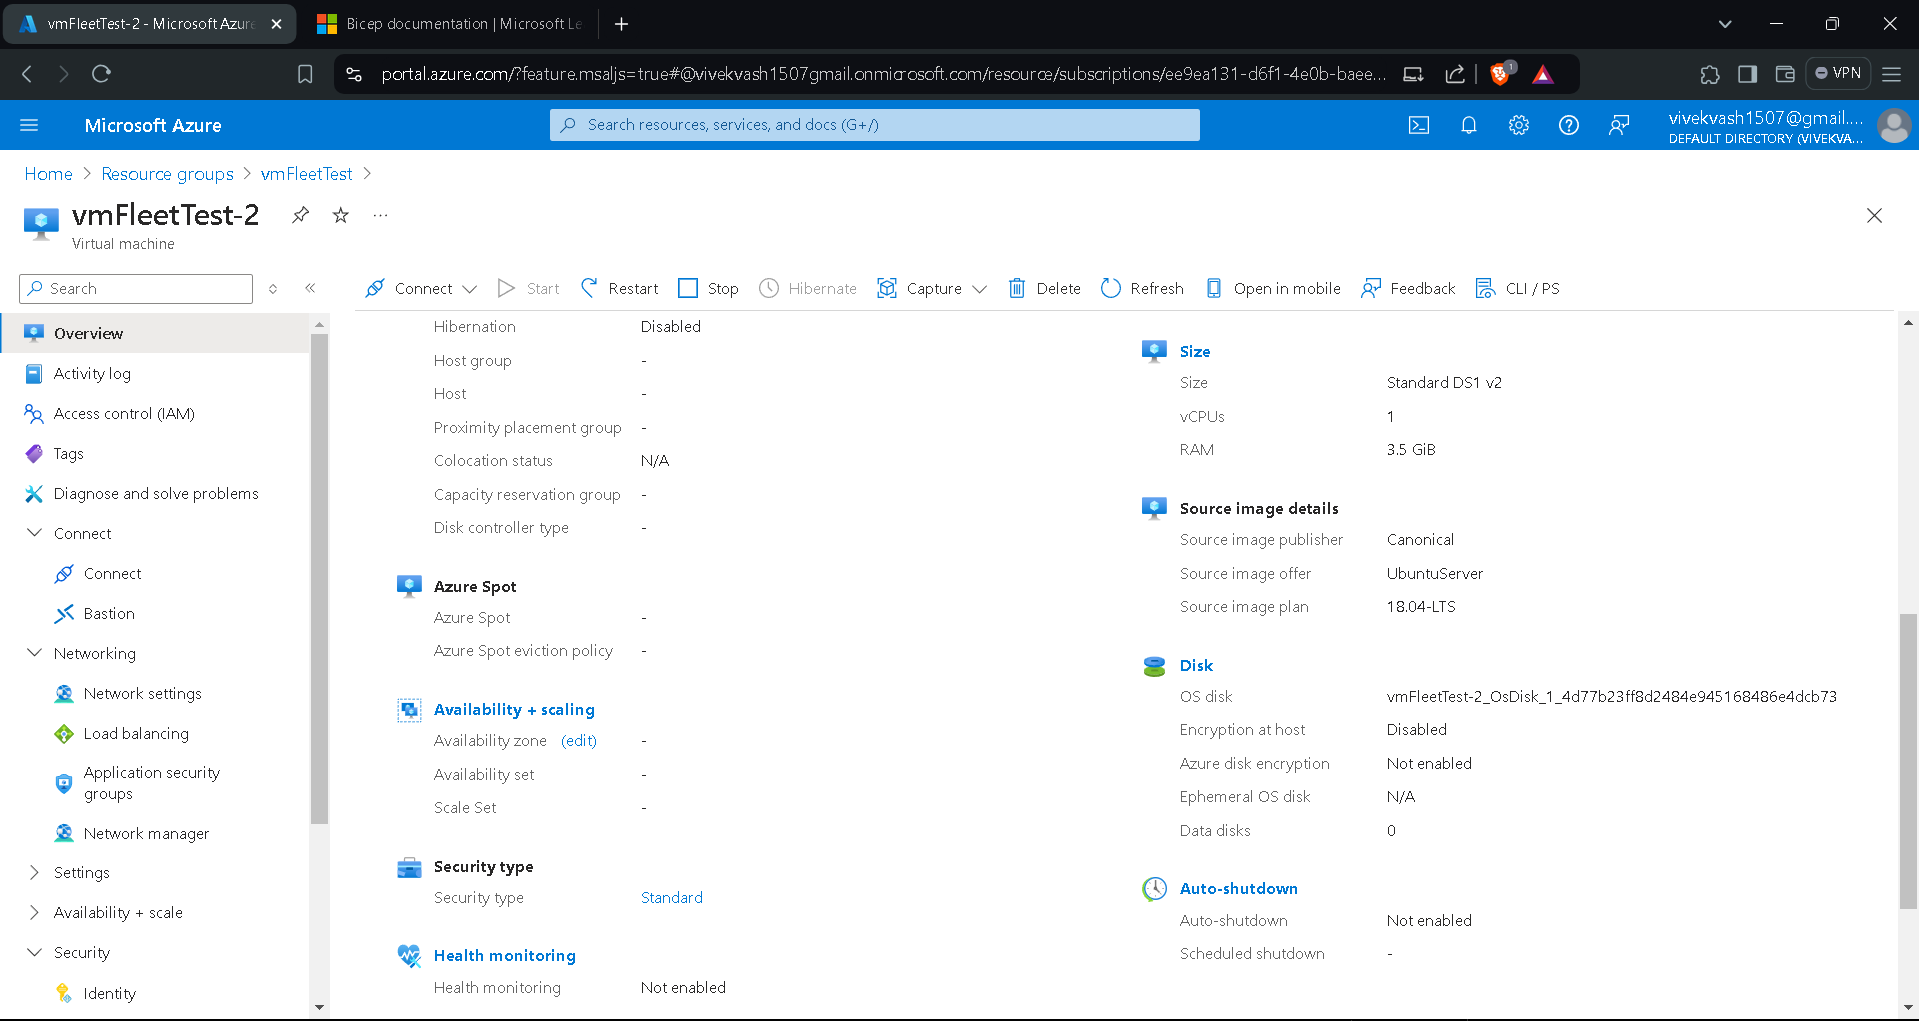 vmFleetTest-2 - Microsoft Azure
Bicep documentation | Microsoft Le
portal.azure.com/?feature.msaljs=true#@vivekvash1507gmail.onmicrosoft.com/resource/subscriptions/ee9ea131-d6f1-4e0b-baee...
1
VPN
Microsoft Azure
Search resources, services, and docs (G+/)
vivekvash1507@gmail....
DEFAULT DIRECTORY (VIVEKVA...
Home > Resource groups > vmFleetTest >
vmFleetTest-2
Virtual machine
Search
Connect
Start
Restart
Stop
Hibernate
Capture
Delete
Refresh
Open in mobile
Feedback
CLI / PS
Overview
Activity log
Access control (IAM)
Tags
Diagnose and solve problems
Connect
Connect
Bastion
Networking
Network settings
Load balancing
Application security
groups
Network manager
Settings
Availability + scale
Security
Identity
Hibernation Disabled
Host group -
Host -
Proximity placement group -
Colocation status N/A
Capacity reservation group -
Disk controller type -
Azure Spot
Azure Spot -
Azure Spot eviction policy -
Availability + scaling
Availability zone (edit) -
Availability set -
Scale Set -
Security type
Security type Standard
Health monitoring
Health monitoring Not enabled
Size
Size Standard DS1 v2
vCPUs 1
RAM 3.5 GiB
Source image details
Source image publisher Canonical
Source image offer UbuntuServer
Source image plan 18.04-LTS
Disk
OS disk vmFleetTest-2_OsDisk_1_4d77b23ff8d2484e945168486e4dcb73
Encryption at host Disabled
Azure disk encryption Not enabled
Ephemeral OS disk N/A
Data disks 0
Auto-shutdown
Auto-shutdown Not enabled
Scheduled shutdown -